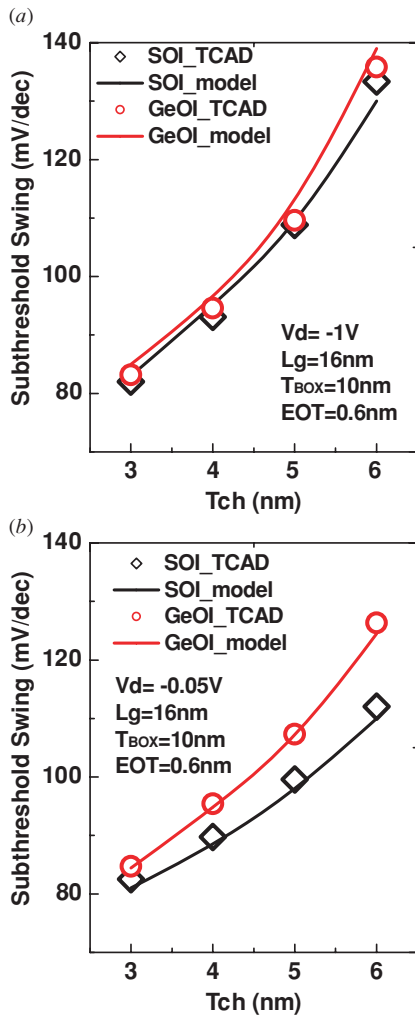 (a)
140
120
100
80
Subthreshold Swing (mV/dec)
SOI_TCAD
SOI_model
GeOI_TCAD
GeOI_model
Vd= -1V
Lg=16nm
TBOX=10nm
EOT=0.6nm
3 4 5 6
Tch (nm)
(b)
140
120
100
80
Subthreshold Swing (mV/dec)
SOI_TCAD
SOI_model
GeOI_TCAD
GeOI_model
Vd= -0.05V
Lg=16nm
TBOX=10nm
EOT=0.6nm
3 4 5 6
Tch (nm)